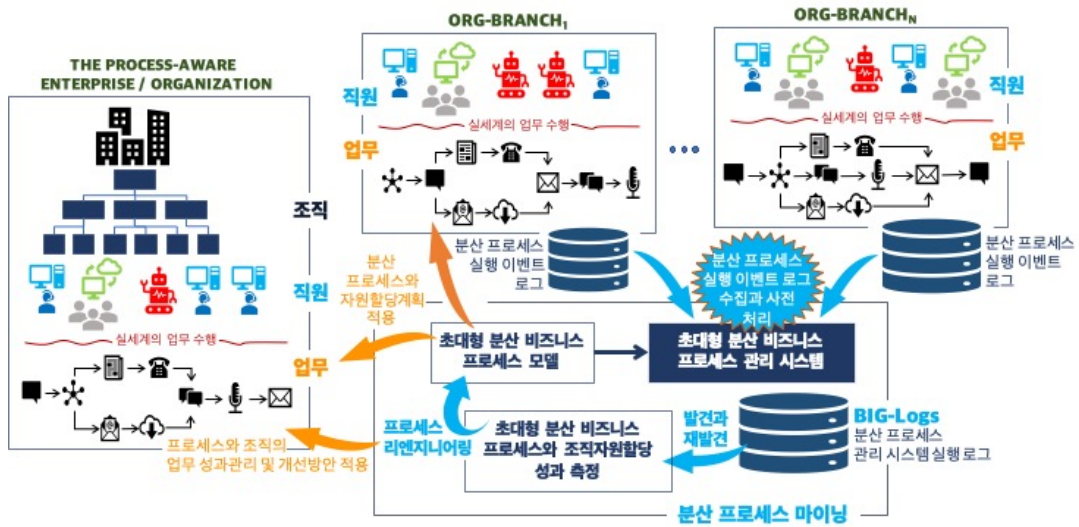 THE PROCESS-AWARE
ENTERPRISE / ORGANIZATION
조직
직원
실세계의 업무 수행
업무
ORG-BRANCH1
직원
실세계의 업무 수행
업무
ORG-BRANCHN
직원
실세계의 업무 수행
업무
분산 프로세스
실행 이벤트
로그
분산 프로세스
실행 이벤트 로그
수집과 사전
처리
분산 프로세스
실행 이벤트
로그
분산
프로세스와
자원할당계획
적용
초대형 분산 비즈니스
프로세스 모델
초대형 분산 비즈니스
프로세스 관리 시스템
프로세스와 조직의
업무 성과관리 및 개선방안 적용
프로세스
리엔지니어링
초대형 분산 비즈니스
프로세스와 조직자원할당
성과 측정
발견과
재발견
BIG-Logs
분산 프로세스
관리 시스템 실행 로그
분산 프로세스 마이닝